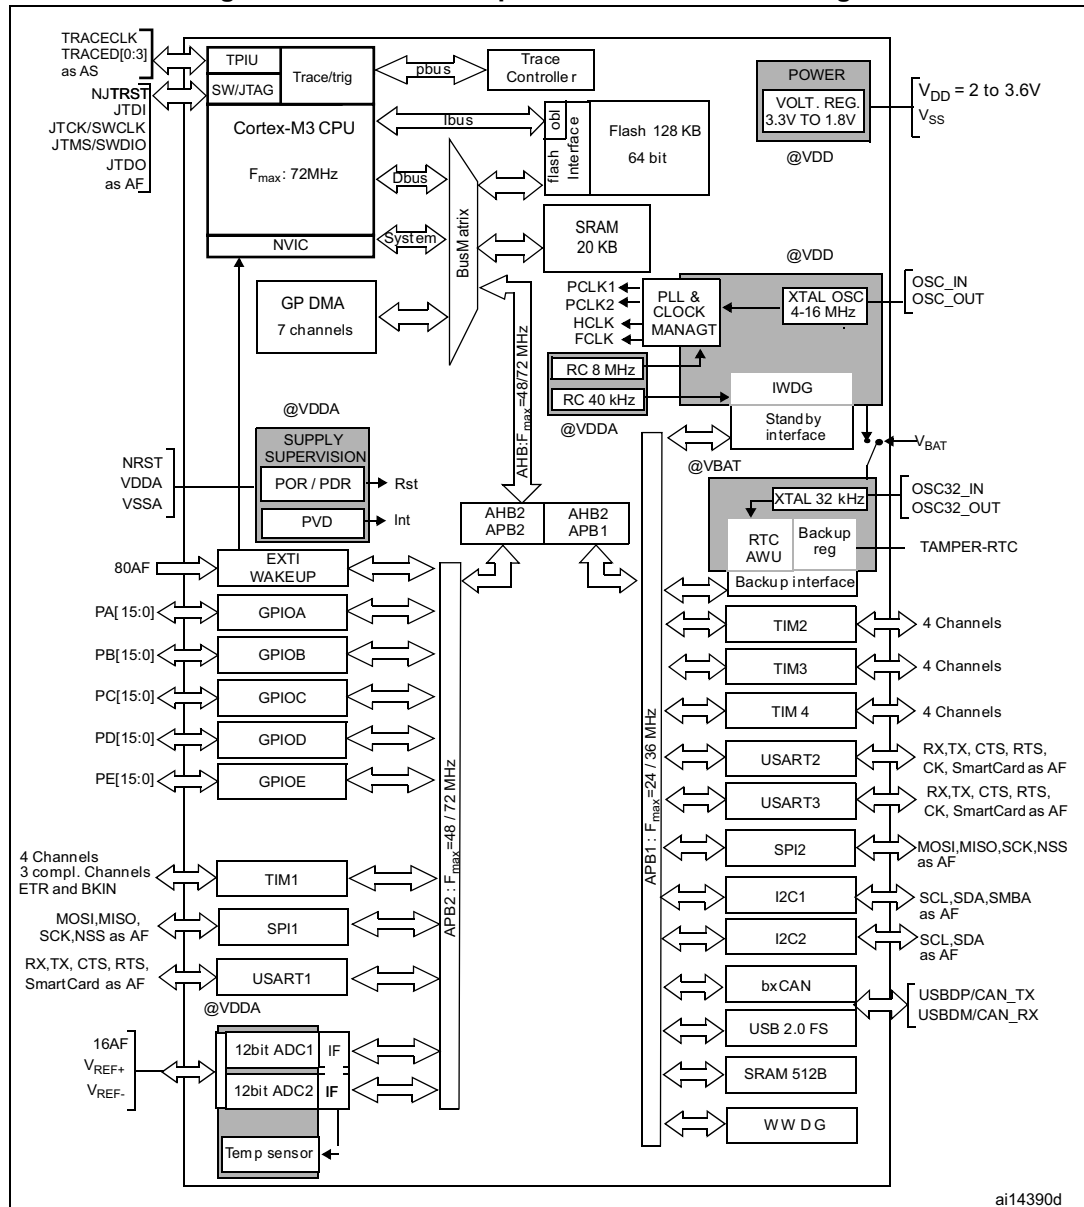 TRACECLK
TRACED[0:3]
as AS
NJTRST
JTDI
JTCK/SWCLK
JTMS/SWDIO
JTDO
as AF
TPIU
SW/JTAG
Trace/trig
Cortex-M3 CPU
Fmax: 72MHz
NVIC
pbus
Trace
Controller
Ibus
Dbus
System
BusMatrix
flash obl
Interface
Flash 128 KB
64 bit
SRAM
20 KB
GP DMA
7 channels
POWER
VOLT. REG.
3.3V TO 1.8V
@VDD
VDD = 2 to 3.6V
VSS
@VDD
PCLK1
PCLK2
HCLK
FCLK
PLL &
CLOCK
MANAGT
XTAL OSC
4-16 MHz
OSC_IN
OSC_OUT
RC 8 MHz
RC 40 kHz
@VDDA
IWDG
Standby
interface
VBAT
@VBAT
XTAL 32 kHz
OSC32_IN
OSC32_OUT
RTC
AWU
Backup
reg
TAMPER-RTC
Backup interface
AHB:Fmax=48/72 MHz
@VDDA
SUPPLY
SUPERVISION
NRST
VDDA
VSSA
POR / PDR
Rst
PVD
Int
AHB2
APB2
AHB2
APB1
80AF
EXTI
WAKEUP
PA[15:0]
GPIOA
PB[15:0]
GPIOB
PC[15:0]
GPIOC
PD[15:0]
GPIOD
PE[15:0]
GPIOE
4 Channels
3 compl. Channels
ETR and BKIN
TIM1
MOSI,MISO,
SCK,NSS as AF
SPI1
RX,TX, CTS, RTS,
SmartCard as AF
USART1
@VDDA
16AF
VREF+
VREF-
12bit ADC1 IF
12bit ADC2 IF
Temp sensor
APB2 : Fmax=48 / 72 MHz
APB1 : Fmax=24 / 36 MHz
TIM2
4 Channels
TIM3
4 Channels
TIM 4
4 Channels
USART2
RX,TX, CTS, RTS,
CK, SmartCard as AF
USART3
RX,TX, CTS, RTS,
CK, SmartCard as AF
SPI2
MOSI,MISO,SCK,NSS
as AF
I2C1
SCL,SDA,SMBA
as AF
I2C2
SCL,SDA
as AF
bxCAN
USBDP/CAN_TX
USBDM/CAN_RX
USB 2.0 FS
SRAM 512B
WWDG
ai14390d